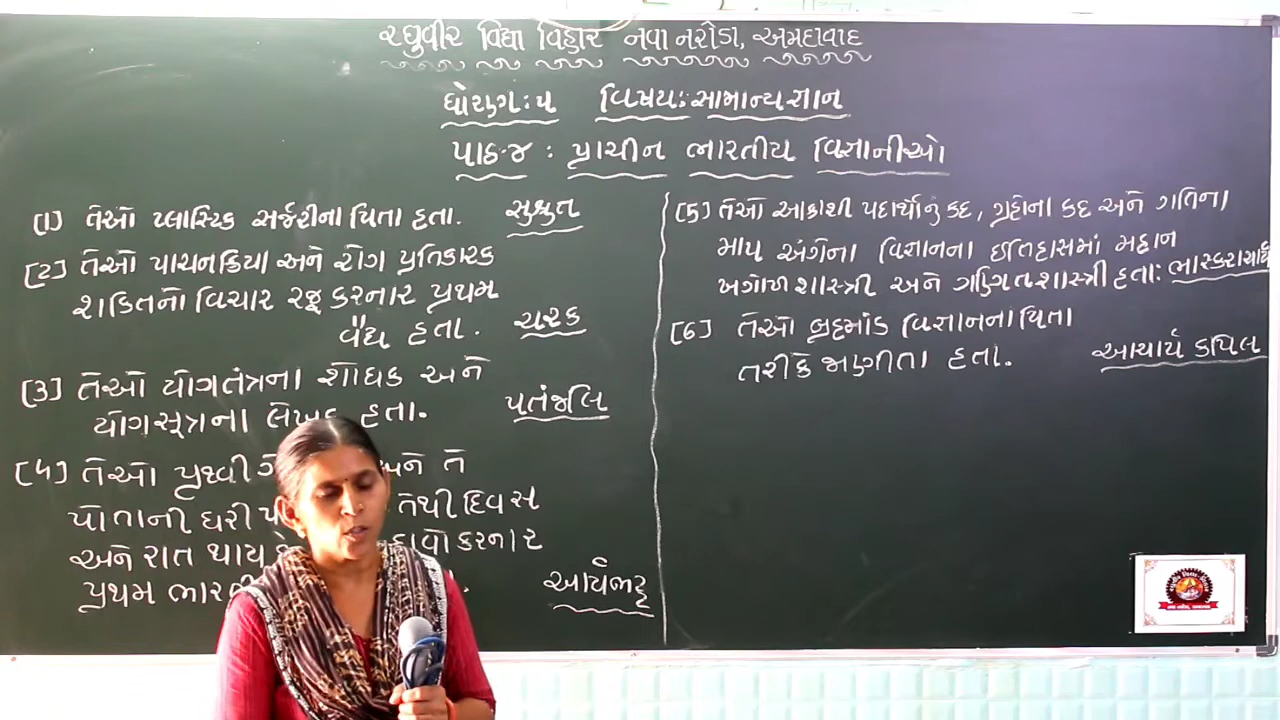 રઘુવીર વિદ્યા વિહાર નવા નરોડા, અમદાવાદ
ધોરણ : ૫ વિષય : સામાન્ય જ્ઞાન
પાઠ-૪ : પ્રાચીન ભારતીય વિજ્ઞાનીઓ
(1) તેઓ પ્લાસ્ટિક સર્જરીના પિતા હતા. સુશ્રુત
(2) તેઓ પાચનક્રિયા અને રોગ પ્રતિકારક
શક્તિનો વિચાર રજૂ કરનાર પ્રથમ
વૈદ્ય હતા. ચરક
(3) તેઓ યોગતંત્રના શોધક અને
યોગસૂત્રના હતા. પતંજલિ
(4) તેઓ પૃથ્વી અને તે
પોતાની ધરી તેથી દિવસ
અને રાત થાય કરનાર
પ્રથમ આર્યભટ્ટ
(5) તેઓ આકાશી પદાર્થોનું કદ, ગ્રહોના કદ અને ગતિના
માપ અંગેના વિજ્ઞાનના ઈતિહાસમાં મહાન
ખગોળશાસ્ત્રી અને ગણિતશાસ્ત્રી હતા: ભાસ્કરાચાર્ય
(6) તેઓ બ્રહ્માંડ વિજ્ઞાનના પિતા
તરીકે જાણીતા હતા. આચાર્ય કપિલ